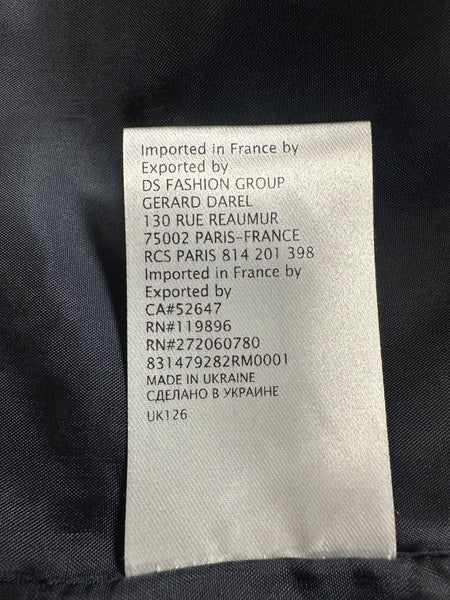 Imported in France by
Exported by
DS FASHION GROUP
GERARD DAREL
130 RUE REAUMUR
75002 PARIS-FRANCE
RCS PARIS 814 201 398
Imported in France by
Exported by
CA#52647
RN#119896
RN#272060780
831479282RM0001
MADE IN UKRAINE
СДЕЛАНО В УКРАИНЕ
UK126